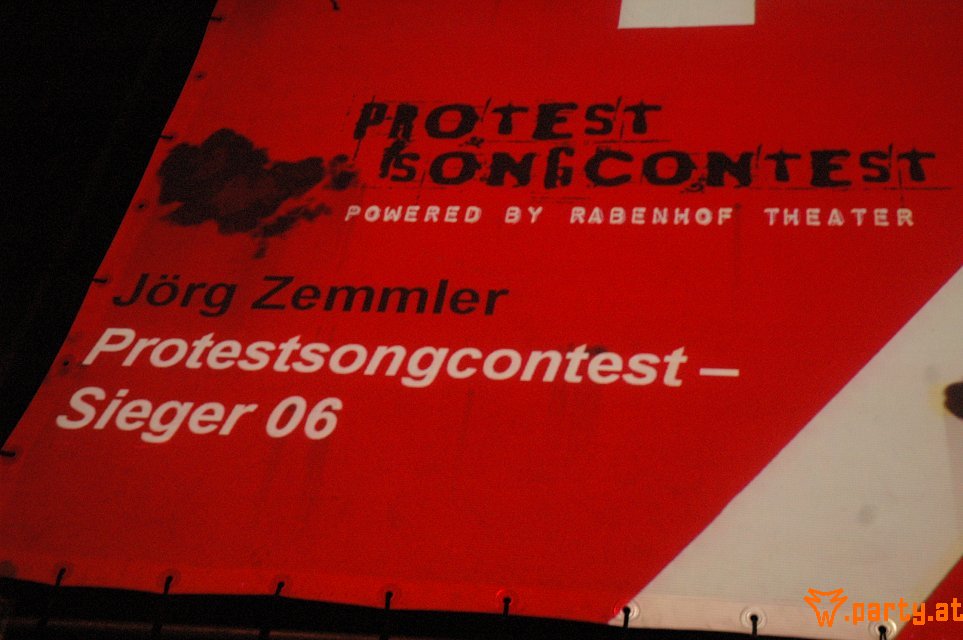 PROTEST
SONGCONTEST
POWERED BY RABENHOF THEATER
Jörg Zemmler
Protestsongcontest –
Sieger 06
w.party.at